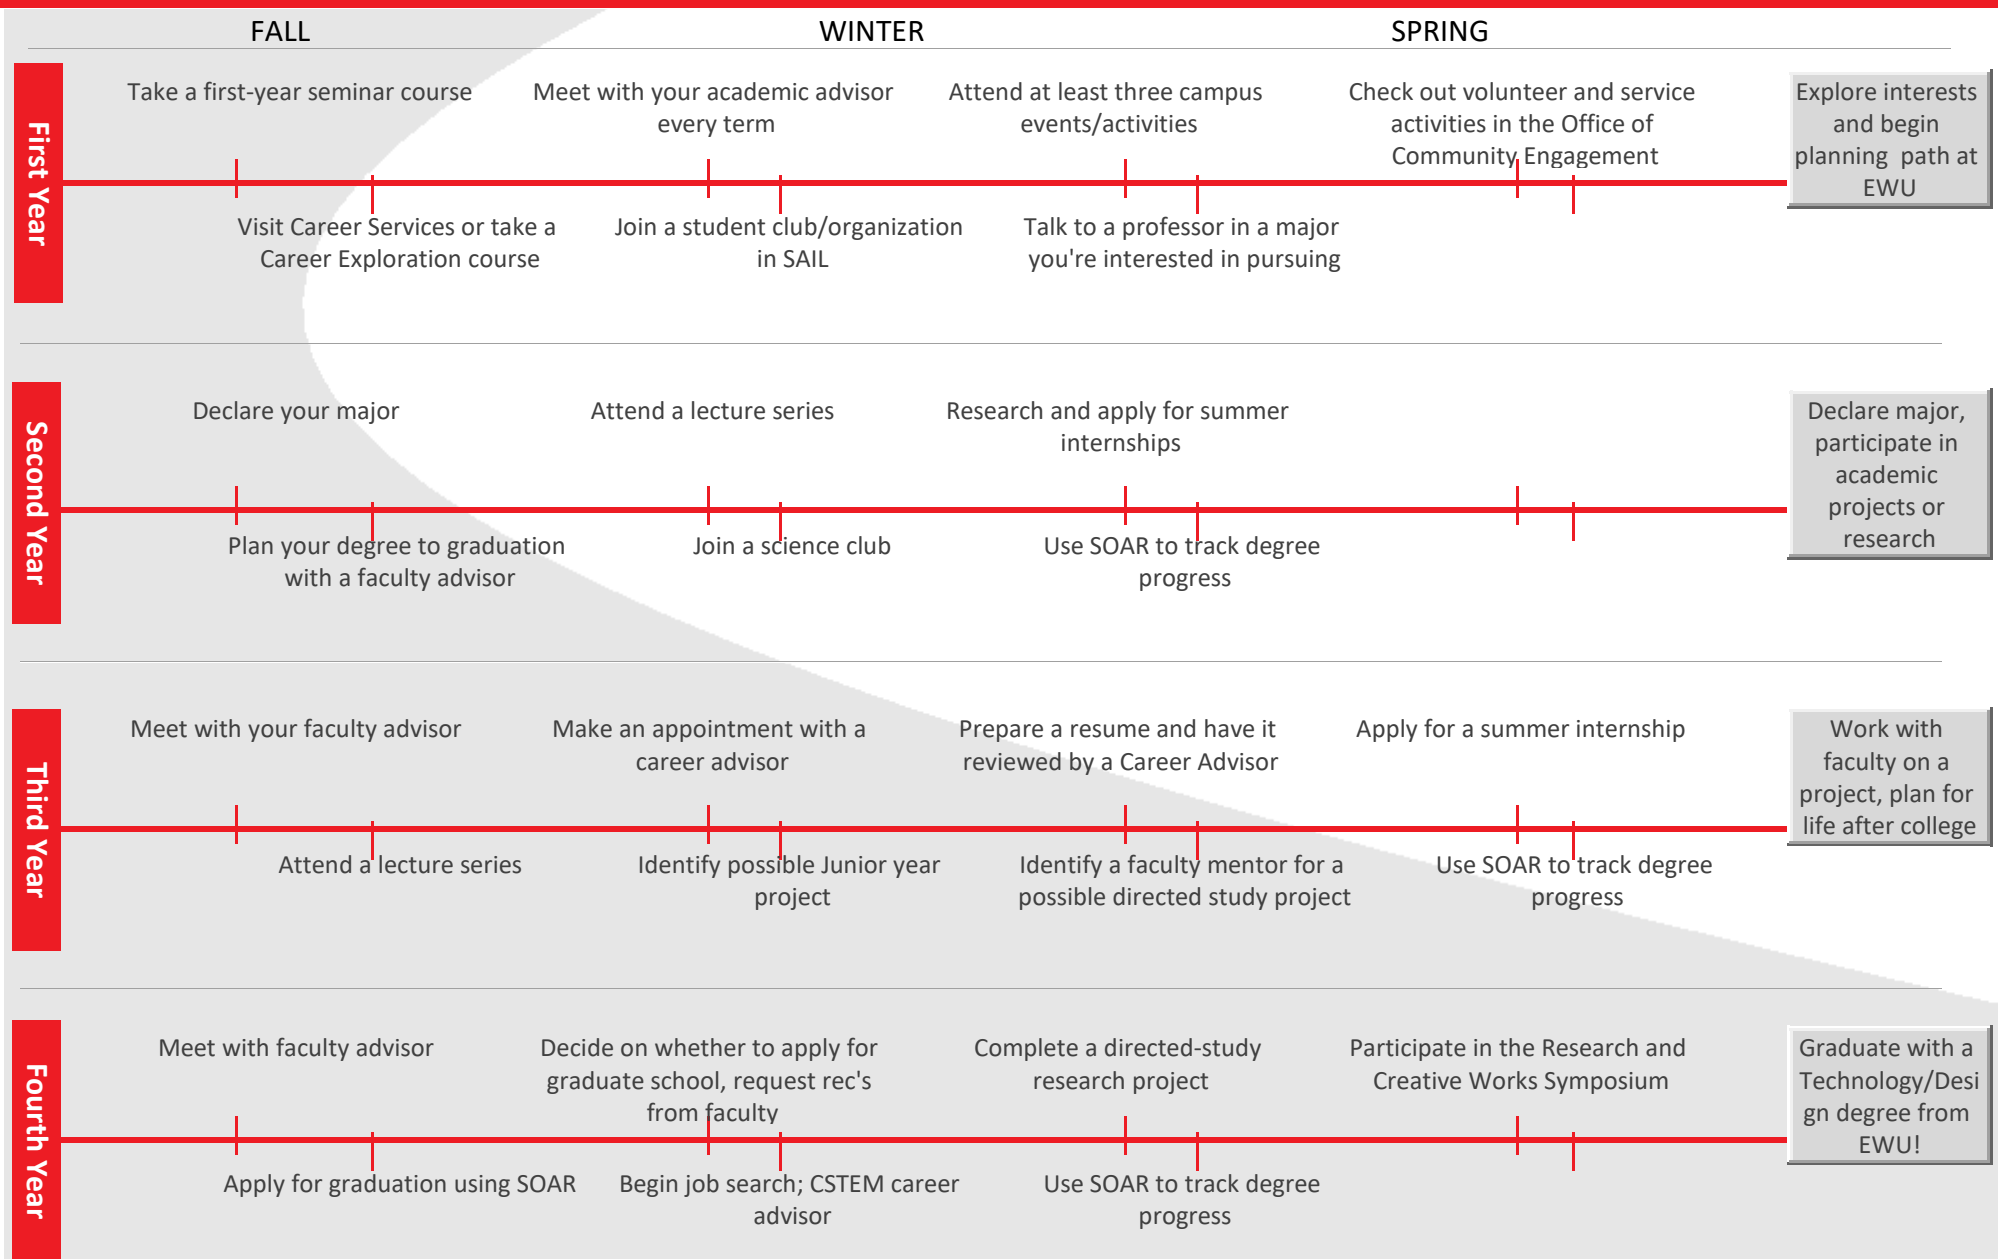 FALL
WINTER
SPRING
First Year
Take a first-year seminar course
Meet with your academic advisor
every term
Attend at least three campus
events/activities
Check out volunteer and service
activities in the Office of
Community Engagement
Visit Career Services or take a
Career Exploration course
Join a student club/organization
in SAIL
Talk to a professor in a major
you're interested in pursuing
Explore interests
and begin
planning path at
EWU
Second Year
Declare your major
Attend a lecture series
Research and apply for summer
internships
Plan your degree to graduation
with a faculty advisor
Join a science club
Use SOAR to track degree
progress
Declare major,
participate in
academic
projects or
research
Third Year
Meet with your faculty advisor
Make an appointment with a
career advisor
Prepare a resume and have it
reviewed by a Career Advisor
Apply for a summer internship
Attend a lecture series
Identify possible Junior year
project
Identify a faculty mentor for a
possible directed study project
Use SOAR to track degree
progress
Work with
faculty on a
project, plan for
life after college
Fourth Year
Meet with faculty advisor
Decide on whether to apply for
graduate school, request rec's
from faculty
Complete a directed-study
research project
Participate in the Research and
Creative Works Symposium
Apply for graduation using SOAR
Begin job search; CSTEM career
advisor
Use SOAR to track degree
progress
Graduate with a
Technology/Desi
gn degree from
EWU!